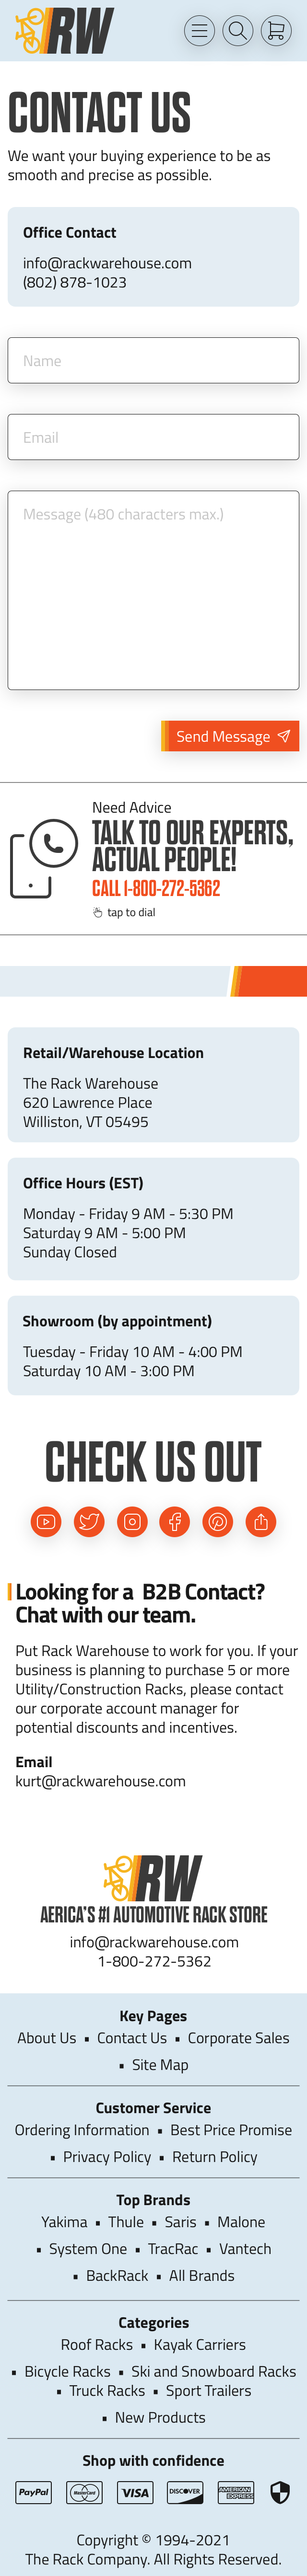 RW
CONTACT US
We want your buying experience to be as
smooth and precise as possible.
Office Contact
info@rackwarehouse.com
(802) 878-1023
Name
Email
Message (480 characters max.)
Send Message
Need Advice
TALK TO OUR EXPERTS,
ACTUAL PEOPLE!
CALL 1-800-272-5362
tap to dial
Retail/Warehouse Location
The Rack Warehouse
620 Lawrence Place
Williston, VT 05495
Office Hours (EST)
Monday - Friday 9 AM - 5:30 PM
Saturday 9 AM - 5:00 PM
Sunday Closed
Showroom (by appointment)
Tuesday - Friday 10 AM - 4:00 PM
Saturday 10 AM - 3:00 PM
CHECK US OUT
Looking for a B2B Contact?
Chat with our team.
Put Rack Warehouse to work for you. If your
business is planning to purchase 5 or more
Utility/Construction Racks, please contact
our corporate account manager for
potential discounts and incentives.
Email
kurt@rackwarehouse.com
RW
AERICA'S #1 AUTOMOTIVE RACK STORE
info@rackwarehouse.com
1-800-272-5362
Key Pages
About Us ▪ Contact Us ▪ Corporate Sales
▪ Site Map
Customer Service
Ordering Information ▪ Best Price Promise
▪ Privacy Policy ▪ Return Policy
Top Brands
Yakima ▪ Thule ▪ Saris ▪ Malone
▪ System One ▪ TracRac ▪ Vantech
▪ BackRack ▪ All Brands
Categories
Roof Racks ▪ Kayak Carriers
▪ Bicycle Racks ▪ Ski and Snowboard Racks
▪ Truck Racks ▪ Sport Trailers
▪ New Products
Shop with confidence
PayPal MasterCard VISA DISCOVER AMERICAN EXPRESS
Copyright © 1994-2021
The Rack Company. All Rights Reserved.